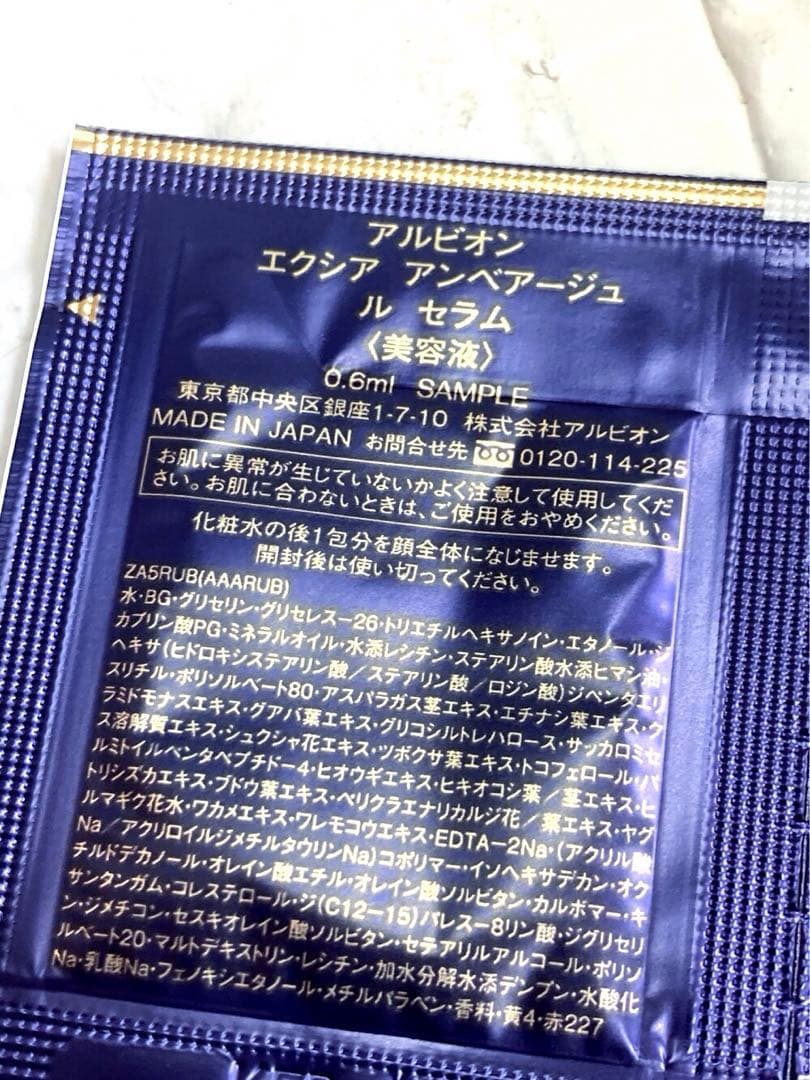 アルビオン
エクシア アンベアージュ
ル セラム
〈美容液〉
0.6ml SAMPLE
東京都中央区銀座1-7-10 株式会社アルビオン
MADE IN JAPAN お問合せ先 0120-114-225
お肌に異常が生じていないかよく注意して使用してくだ
さい。お肌に合わないときは、ご使用をおやめください。
化粧水の後1包分を顔全体になじませます。
開封後は使い切ってください。
ZA5RUB(AAARUB)
水・BG・グリセリン・グリセレス-26・トリエチルヘキサノイン・エタノール・ジ
カプリン酸PG・ミネラルオイル・水添レシチン・ステアリン酸水添ヒマシ油・
ヘキサ(ヒドロキシステアリン酸/ステアリン酸/ロジン酸)ジペンタエリ
スリチル・ポリソルベート80・アスパラガス茎エキス・エチナシ葉エキス・ク
ラミドモナスエキス・グアバ葉エキス・グリコシルトレハロース・サッカロミセ
ス溶解質エキス・シュクシャ花エキス・ツボクサ葉エキス・トコフェロール・パ
ルミトイルペンタペプチド-4・ヒオウギエキス・ヒキオコシ葉/茎エキス・ヒ
トリシズカエキス・ブドウ葉エキス・ペリクラエナリカルジ花/葉エキス・ヤグ
ルマギク花水・ワカメエキス・ワレモコウエキス・EDTA-2Na・(アクリル酸
Na/アクリロイルジメチルタウリンNa)コポリマー・イソヘキサデカン・オク
チルドデカノール・オレイン酸エチル・オレイン酸ソルビタン・カルボマー・キ
サンタンガム・コレステロール・ジ(C12-15)パレス-8リン酸・ジグリセリ
ン・ジメチコン・セスキオレイン酸ソルビタン・セテアリルアルコール・ポリソ
ルベート20・マルトデキストリン・レシチン・加水分解水添デンプン・水酸化
Na・乳酸Na・フェノキシエタノール・メチルパラベン・香料・黄4・赤227